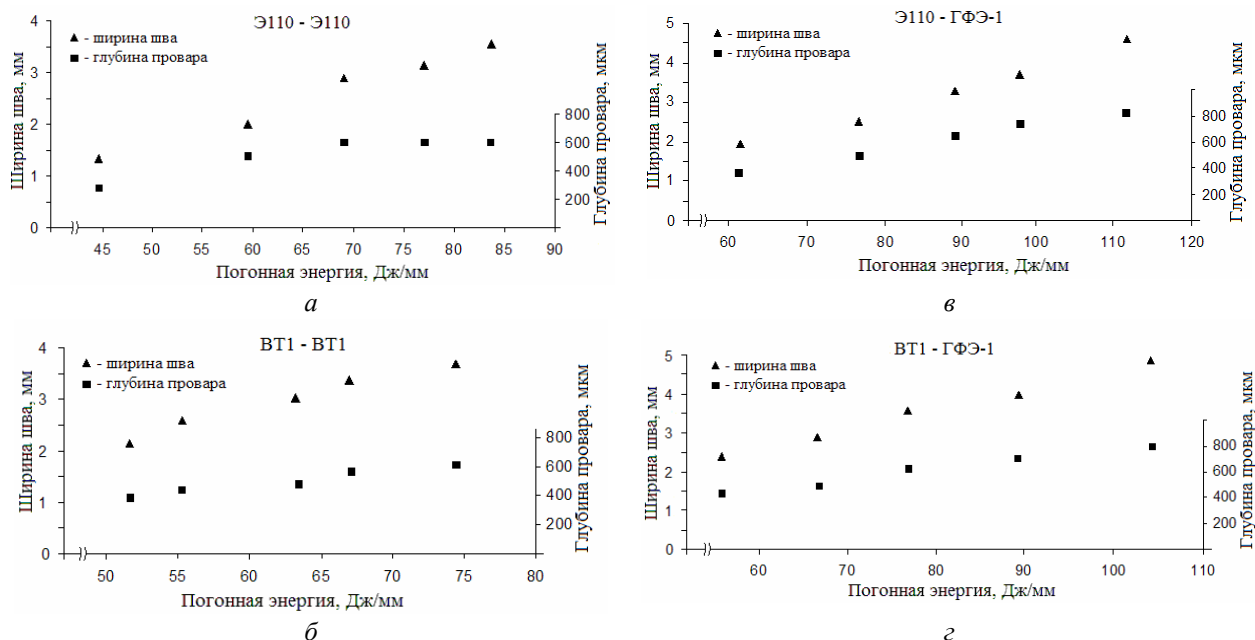 Э110 - Э110
- ширина шва
- глубина провара
Ширина шва, мм
4
3
2
1
0
Глубина провара, мкм
800
600
400
200
45 50 55 60 65 70 75 80 85 90
Погонная энергия, Дж/мм
а
Э110 - ГФЭ-1
- ширина шва
- глубина провара
Ширина шва, мм
5
4
3
2
1
0
Глубина провара, мкм
800
600
400
200
60 70 80 90 100 110 120
Погонная энергия, Дж/мм
в
ВТ1 - ВТ1
- ширина шва
- глубина провара
Ширина шва, мм
4
3
2
1
0
Глубина провара, мкм
800
600
400
200
50 55 60 65 70 75 80
Погонная энергия, Дж/мм
б
ВТ1 - ГФЭ-1
- ширина шва
- глубина провара
Ширина шва, мм
5
4
3
2
1
0
Глубина провара, мкм
800
600
400
200
60 70 80 90 100 110
Погонная энергия, Дж/мм
г